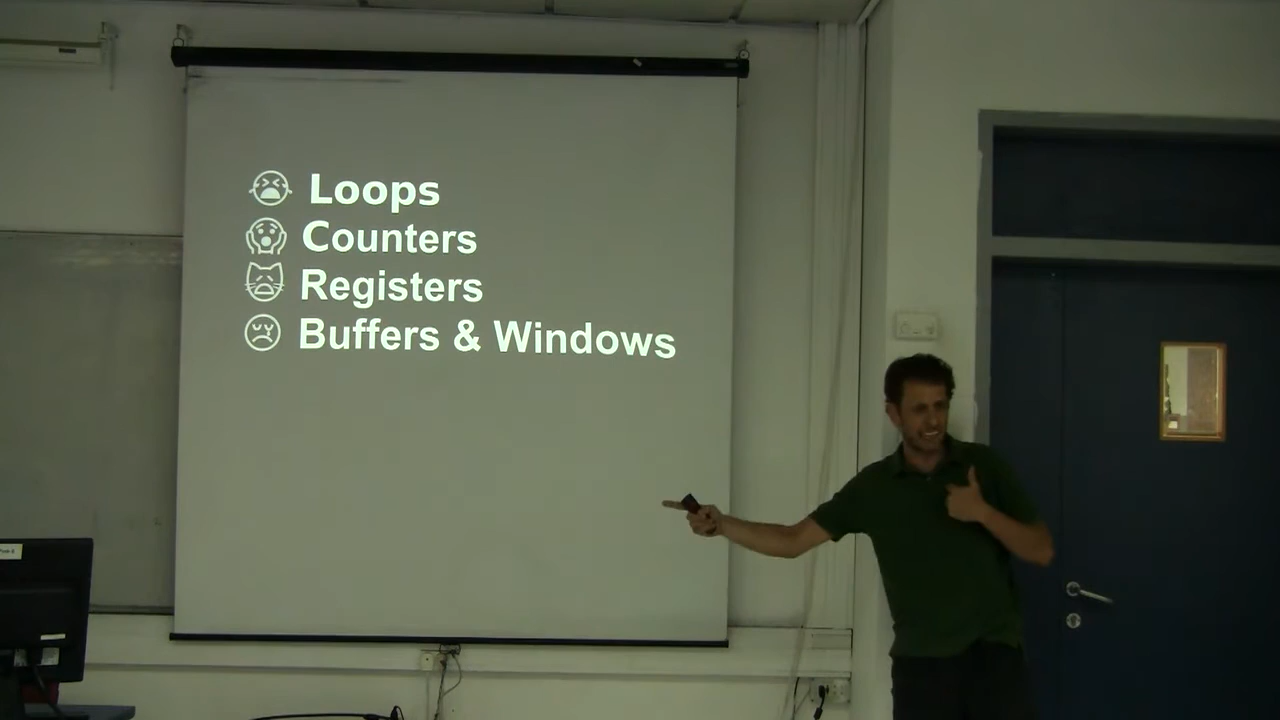 😭 Loops
😱 Counters
😿 Registers
😢 Buffers & Windows